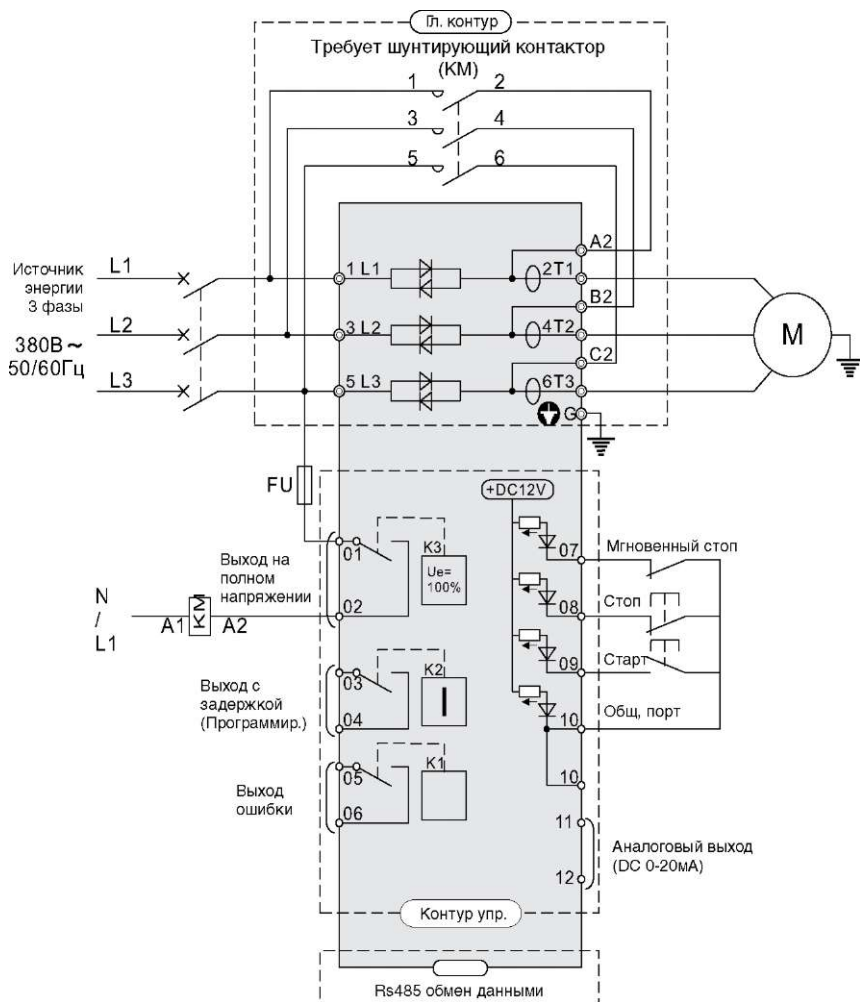 Гл. контур
Требует шунтирующий контактор
(КМ)
1 2
3 4
5 6
A2
Источник
энергии
3 фазы
L1
1 L1
2T1
B2
380В ~
50/60Гц
L2
3 L2
4T2
M
C2
L3
5 L3
6T3
G
FU
+DC12V
01
K3
Ue=
100%
07
Мгновенный стоп
Выход на
полном
напряжении
02
08
Стоп
N
/
L1
A1
KM
A2
09
Старт
Выход с
задержкой
(Программир.)
03
04
K2
I
10
Общ, порт
Выход
ошибки
05
06
K1
10
11
12
Аналоговый выход
(DC 0-20мА)
Контур упр.
Rs485 обмен данными